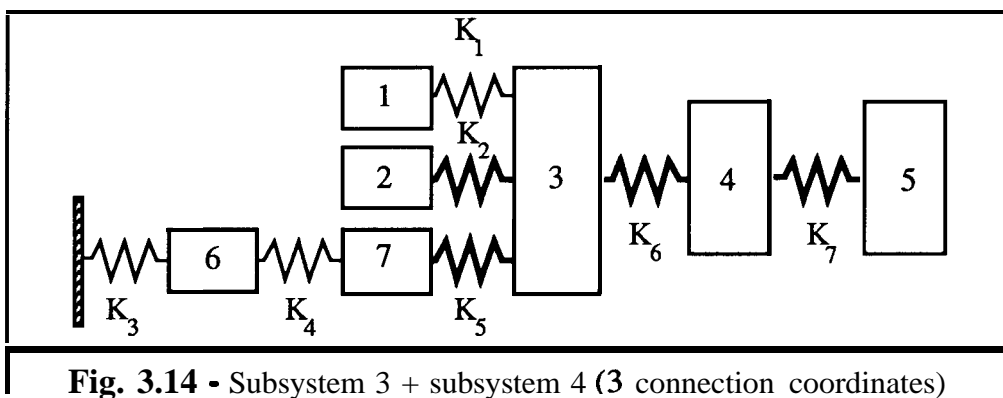 K1
1
K2
2
3
4
5
K6
K7
6
7
K3
K4
K5
Fig. 3.14 - Subsystem 3 + subsystem 4 (3 connection coordinates)